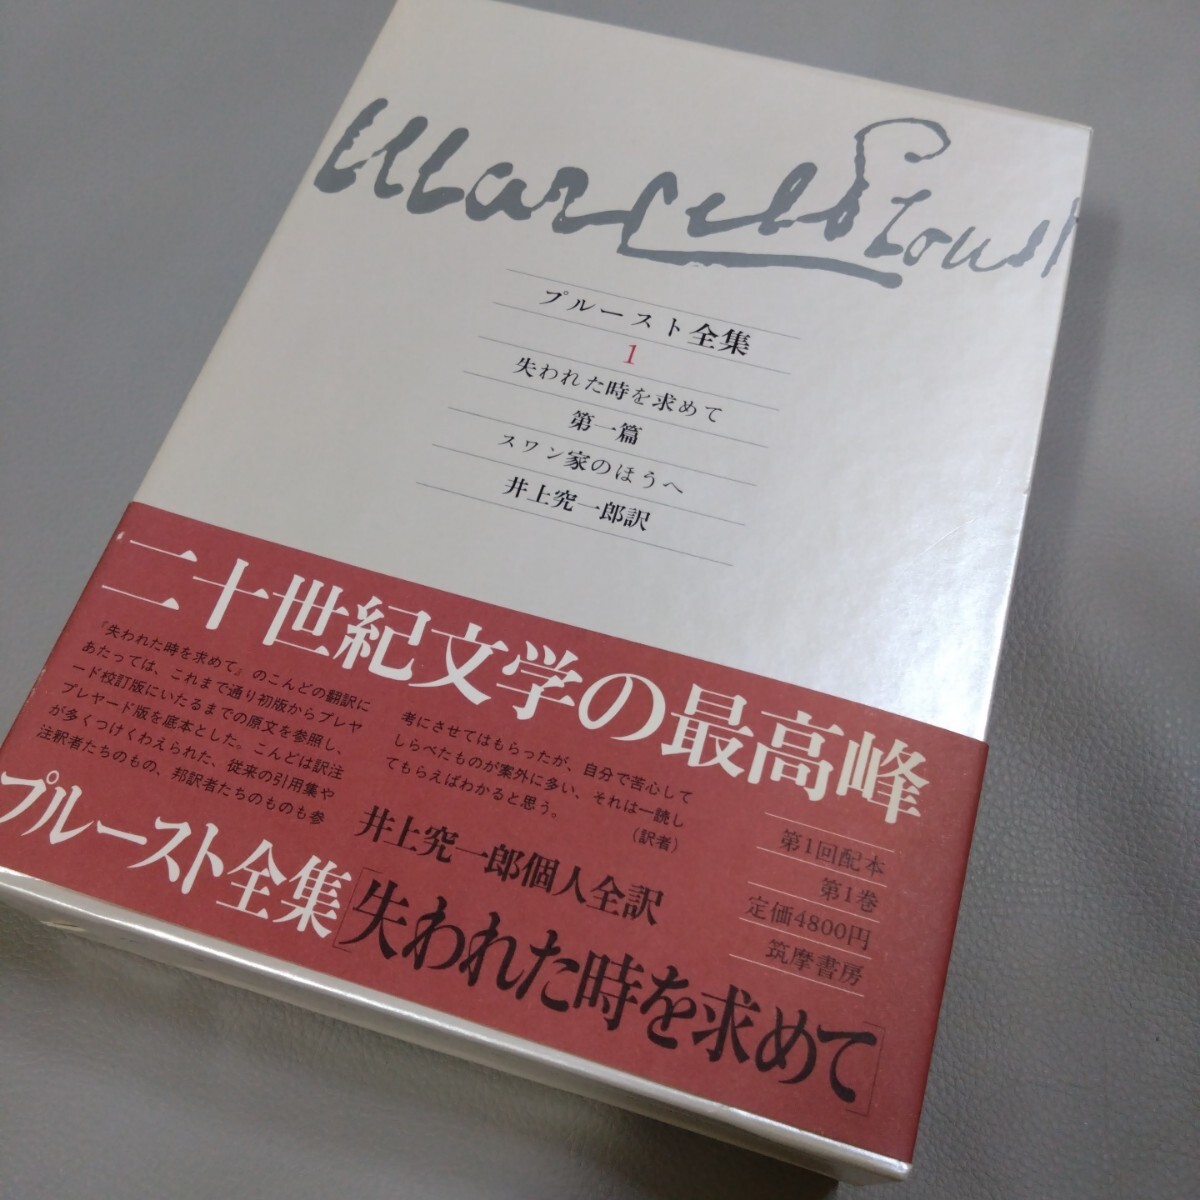 Marcel Proust
プルースト全集
1
失われた時を求めて
第一篇
スワン家のほうへ
井上究一郎訳
二十世紀文学の最高峰
『失われた時を求めて』のこんどの翻訳に
あたっては、これまで通り初版からプレヤ
ード校訂版にいたるまでの原文を参照し、
プレヤード版を底本とした。こんどは訳注
が多くつけくわえられた、従来の引用集や
注釈者たちのもの、邦訳者たちのものも参
考にさせてはもらったが、自分で苦心して
しらべたものが案外に多い、それは一読し
てもらえばわかると思う。
(訳者)
井上究一郎個人全訳
プルースト全集「失われた時を求めて」
第1回配本
第1巻
定価4800円
筑摩書房